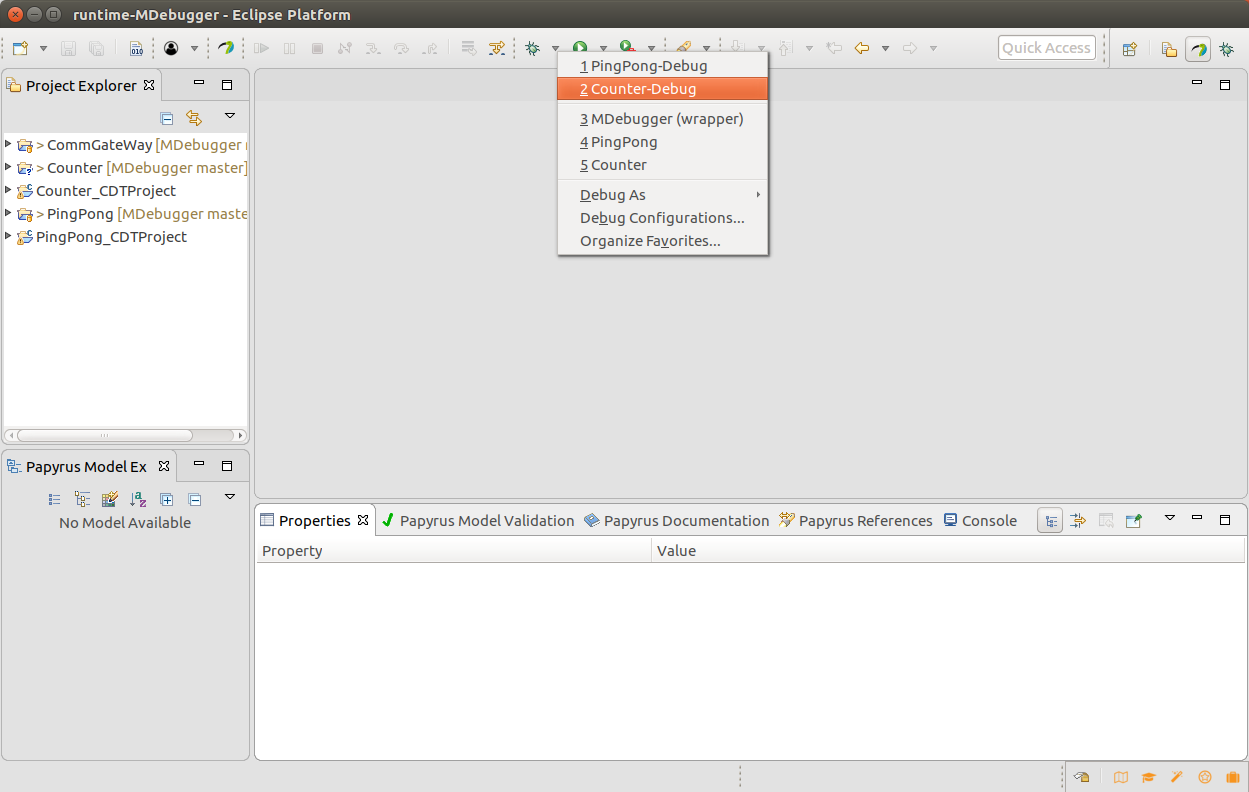 runtime-MDebugger - Eclipse Platform
010
Quick Access
Project Explorer
> CommGateWay [MDebugger
> Counter [MDebugger master]
Counter_CDTProject
> PingPong [MDebugger maste
PingPong_CDTProject
1 PingPong-Debug
2 Counter-Debug
3 MDebugger (wrapper)
4 PingPong
5 Counter
Debug As
Debug Configurations...
Organize Favorites...
Papyrus Model Ex
No Model Available
Properties
Papyrus Model Validation
Papyrus Documentation
Papyrus References
Console
Property
Value